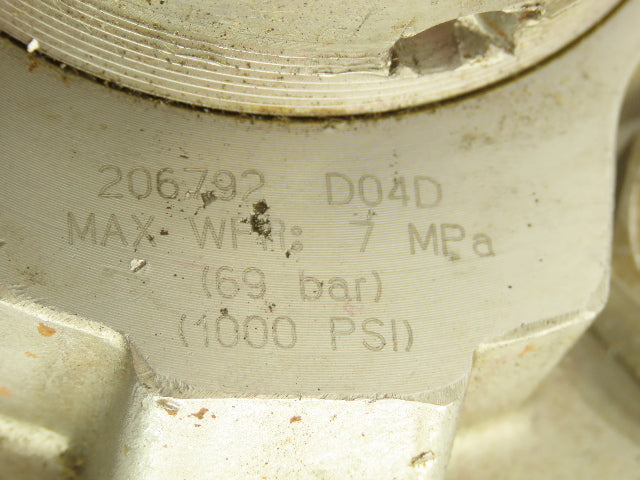 206792 D04D
MAX WPR: 7 MPa
(69 bar)
(1000 PSI)